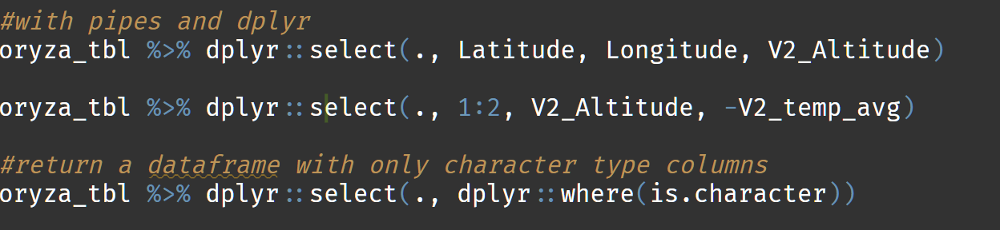 #with pipes and dplyr
oryza_tbl %>% dplyr::select(., Latitude, Longitude, V2_Altitude)
oryza_tbl %>% dplyr::select(., 1:2, V2_Altitude, -V2_temp_avg)
#return a dataframe with only character type columns
oryza_tbl %>% dplyr::select(., dplyr::where(is.character))